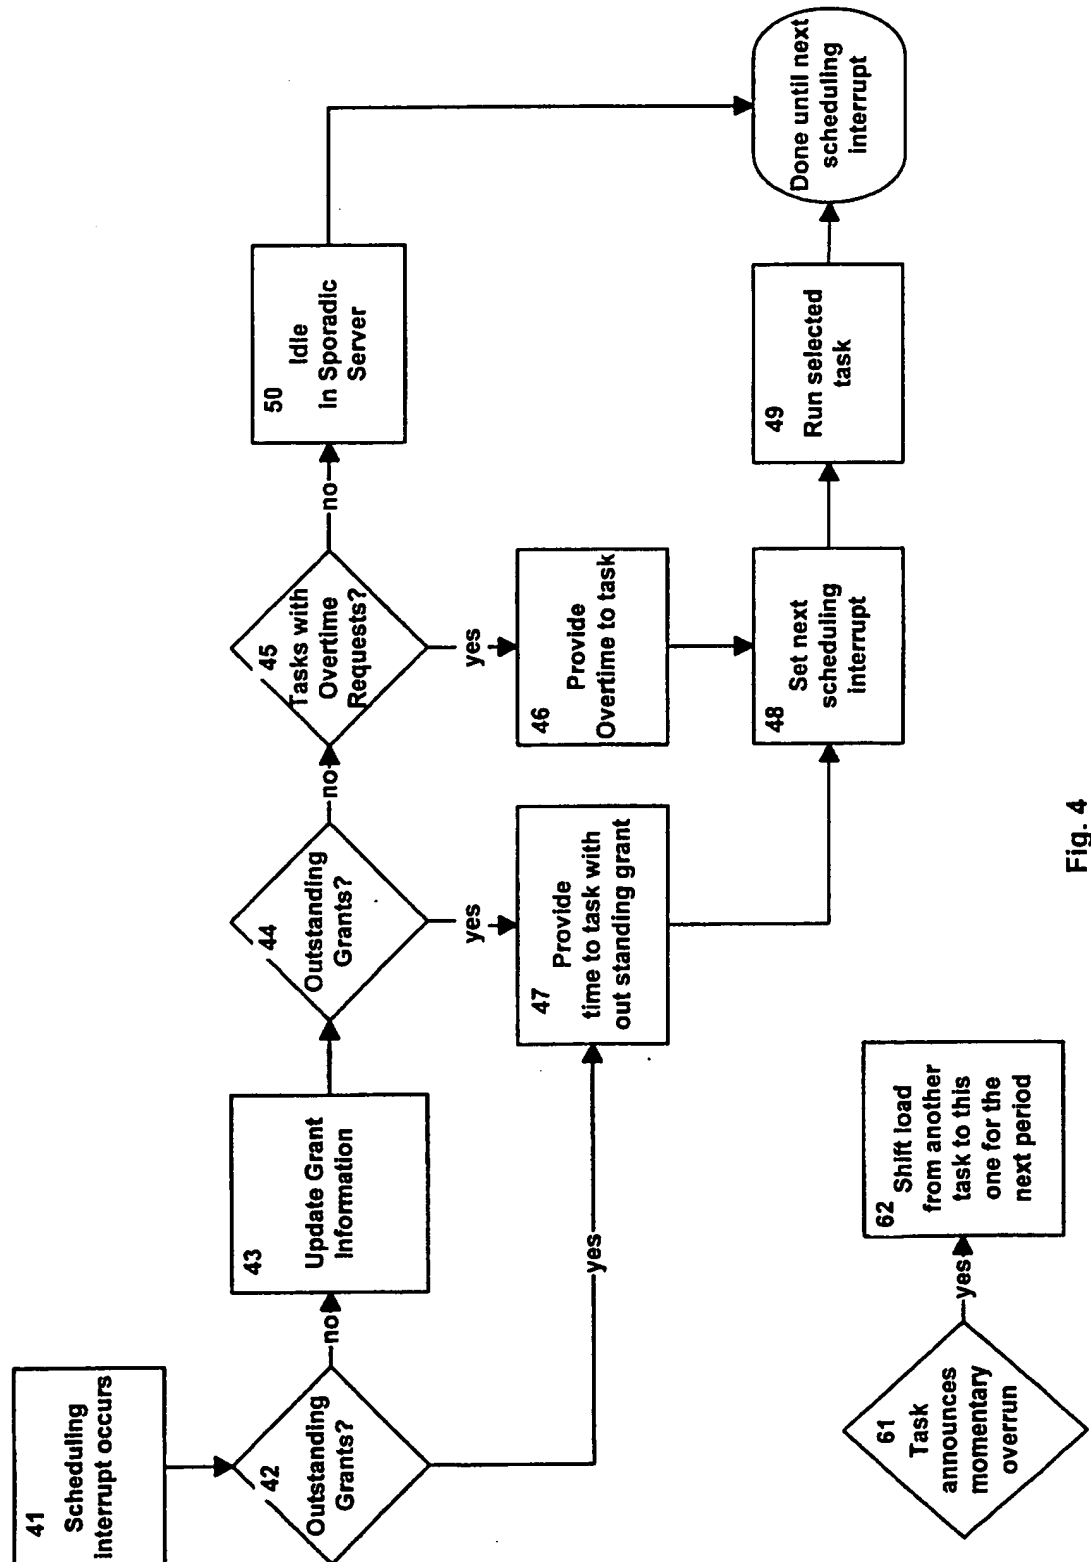 41
Scheduling
interrupt occurs
42
Outstanding
Grants?
no
yes
43
Update Grant
Information
44
Outstanding
Grants?
no
yes
45
Tasks with
Overtime
Requests?
no
yes
50
Idle
in Sporadic
Server
47
Provide
time to task with
out standing grant
46
Provide
Overtime to task
48
Set next
scheduling
interrupt
49
Run selected
task
Done until next
scheduling
interrupt
61
Task
announces
momentary
overrun
yes
62
Shift load
from another
task to this
one for the
next period
Fig. 4